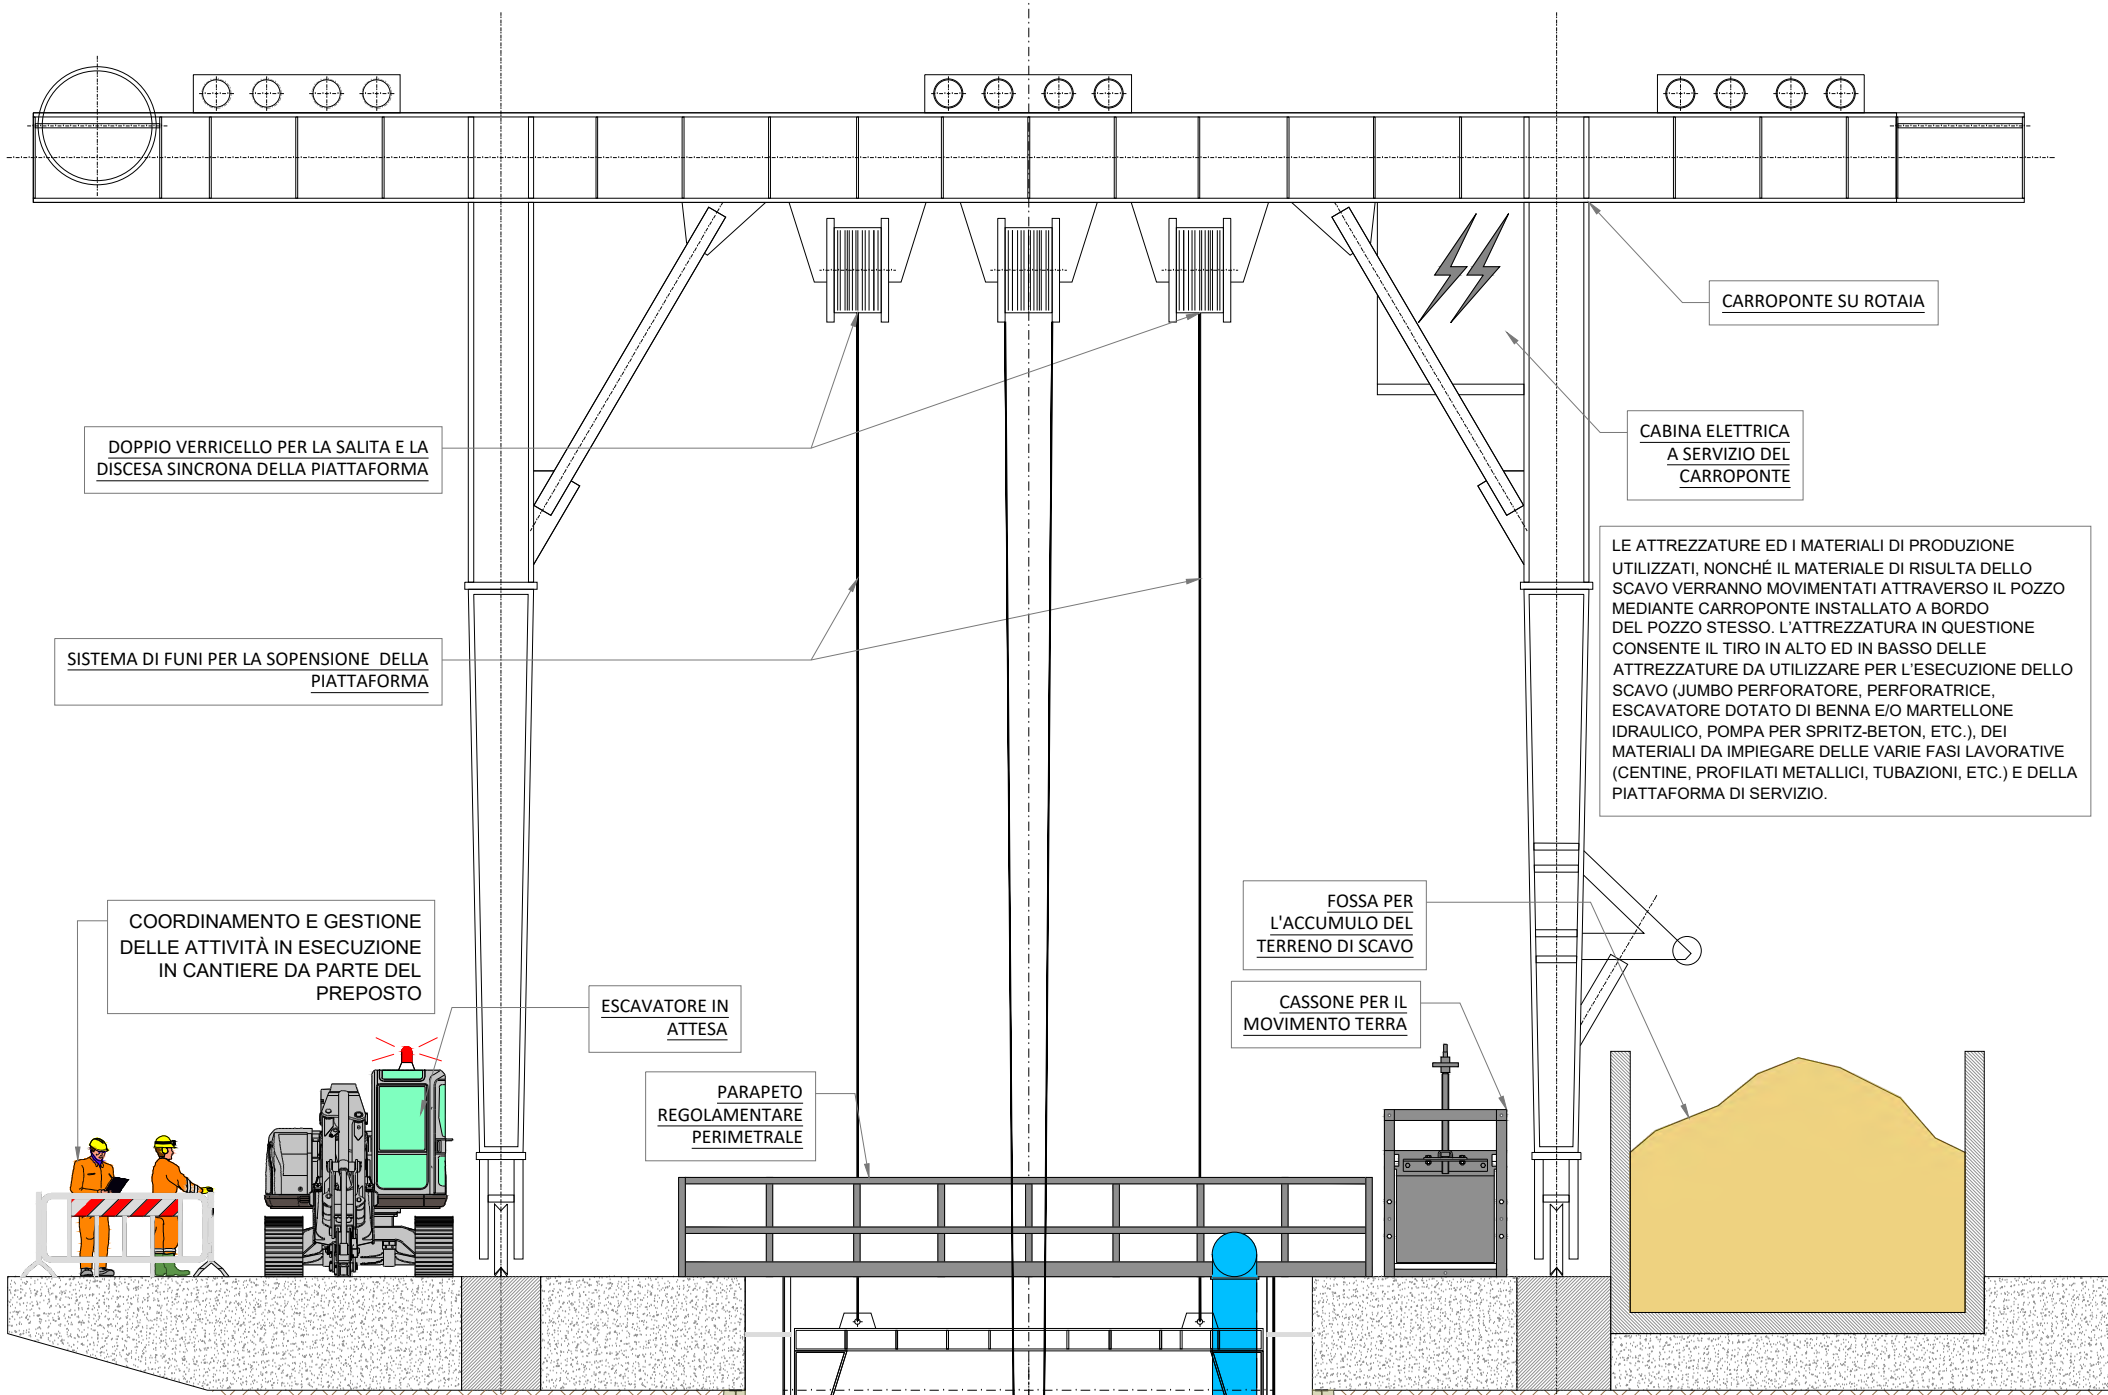 CARROPONTE SU ROTAIA
DOPPIO VERRICELLO PER LA SALITA E LA
DISCESA SINCRONA DELLA PIATTAFORMA
CABINA ELETTRICA
A SERVIZIO DEL
CARROPONTE
LE ATTREZZATURE ED I MATERIALI DI PRODUZIONE
UTILIZZATI, NONCHÉ IL MATERIALE DI RISULTA DELLO
SCAVO VERRANNO MOVIMENTATI ATTRAVERSO IL POZZO
MEDIANTE CARROPONTE INSTALLATO A BORDO
DEL POZZO STESSO. L'ATTREZZATURA IN QUESTIONE
CONSENTE IL TIRO IN ALTO ED IN BASSO DELLE
ATTREZZATURE DA UTILIZZARE PER L'ESECUZIONE DELLO
SCAVO (JUMBO PERFORATORE, PERFORATRICE,
ESCAVATORE DOTATO DI BENNA E/O MARTELLONE
IDRAULICO, POMPA PER SPRITZ-BETON, ETC.), DEI
MATERIALI DA IMPIEGARE DELLE VARIE FASI LAVORATIVE
(CENTINE, PROFILATI METALLICI, TUBAZIONI, ETC.) E DELLA
PIATTAFORMA DI SERVIZIO.
SISTEMA DI FUNI PER LA SOPENSIONE DELLA
PIATTAFORMA
COORDINAMENTO E GESTIONE
DELLE ATTIVITÀ IN ESECUZIONE
IN CANTIERE DA PARTE DEL
PREPOSTO
FOSSA PER
L'ACCUMULO DEL
TERRENO DI SCAVO
ESCAVATORE IN
ATTESA
CASSONE PER IL
MOVIMENTO TERRA
PARAPETO
REGOLAMENTARE
PERIMETRALE